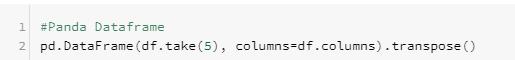 1 #Panda Dataframe
2 pd.DataFrame(df.take(5), columns=df.columns).transpose()